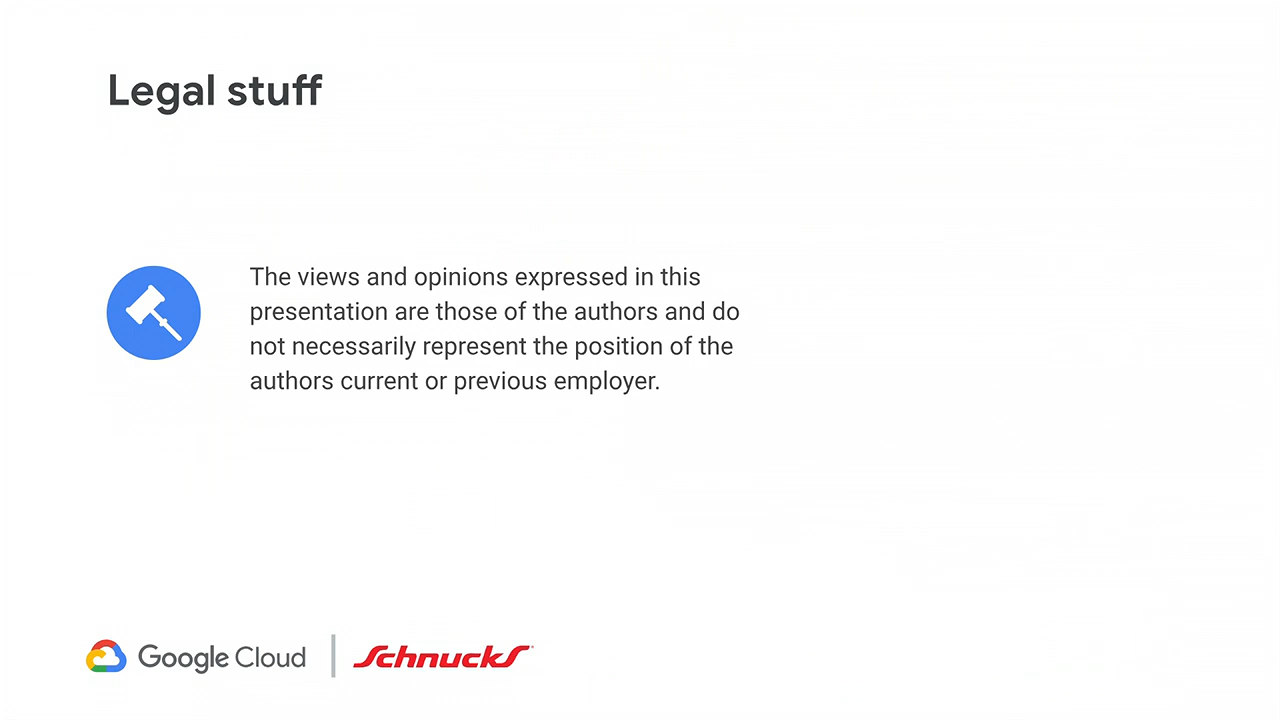 Legal stuff
The views and opinions expressed in this
presentation are those of the authors and do
not necessarily represent the position of the
authors current or previous employer.
Google Cloud
Schnucks